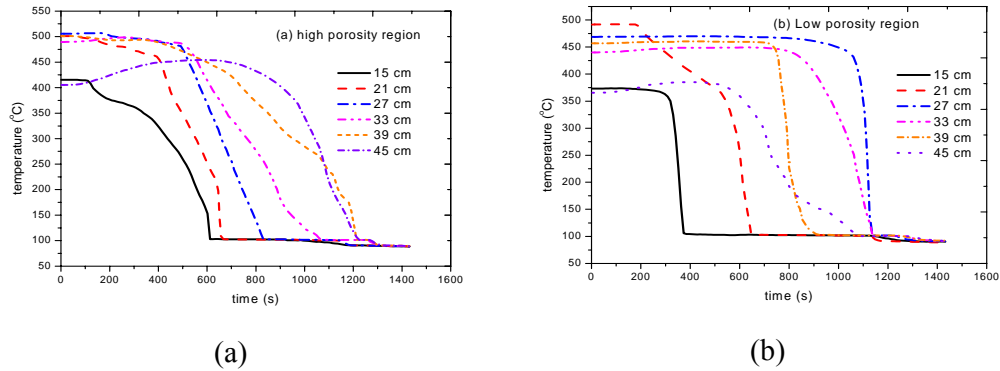 (a) high porosity region
550
500
450
400
350
300
250
200
150
100
50
temperature (°C)
15 cm
21 cm
27 cm
33 cm
39 cm
45 cm
0 200 400 600 800 1000 1200 1400 1600
time (s)
(a)
(b) Low porosity region
500
450
400
350
300
250
200
150
100
50
temperature (°C)
15 cm
21 cm
27 cm
33 cm
39 cm
45 cm
0 200 400 600 800 1000 1200 1400 1600
time (s)
(b)